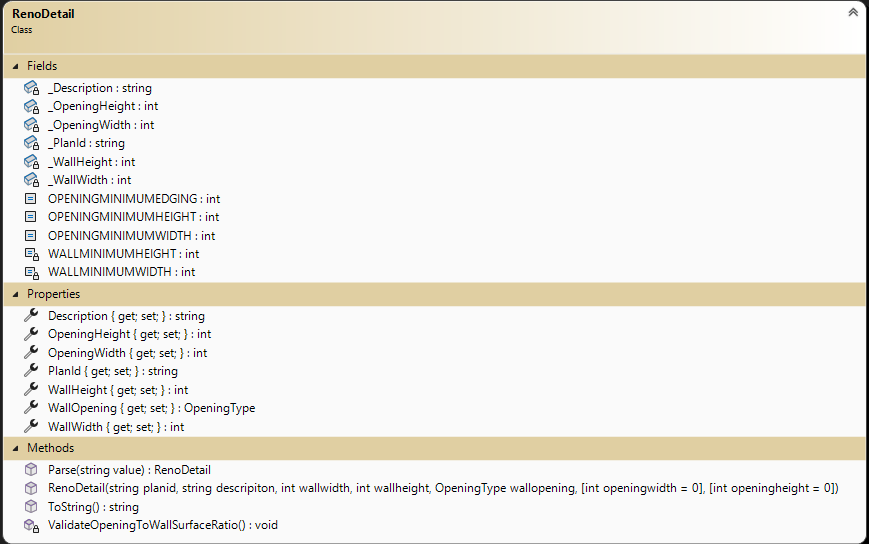 RenoDetail
Class
Fields
_Description : string
_OpeningHeight : int
_OpeningWidth : int
_PlanId : string
_WallHeight : int
_WallWidth : int
OPENINGMINIMUMEDGING : int
OPENINGMINIMUMHEIGHT : int
OPENINGMINIMUMWIDTH : int
WALLMINIMUMHEIGHT : int
WALLMINIMUMWIDTH : int
Properties
Description { get; set; } : string
OpeningHeight { get; set; } : int
OpeningWidth { get; set; } : int
PlanId { get; set; } : string
WallHeight { get; set; } : int
WallOpening { get; set; } : OpeningType
WallWidth { get; set; } : int
Methods
Parse(string value) : RenoDetail
RenoDetail(string planid, string descripiton, int wallwidth, int wallheight, OpeningType wallopening, [int openingwidth = 0], [int openingheight = 0])
ToString() : string
ValidateOpeningToWallSurfaceRatio() : void